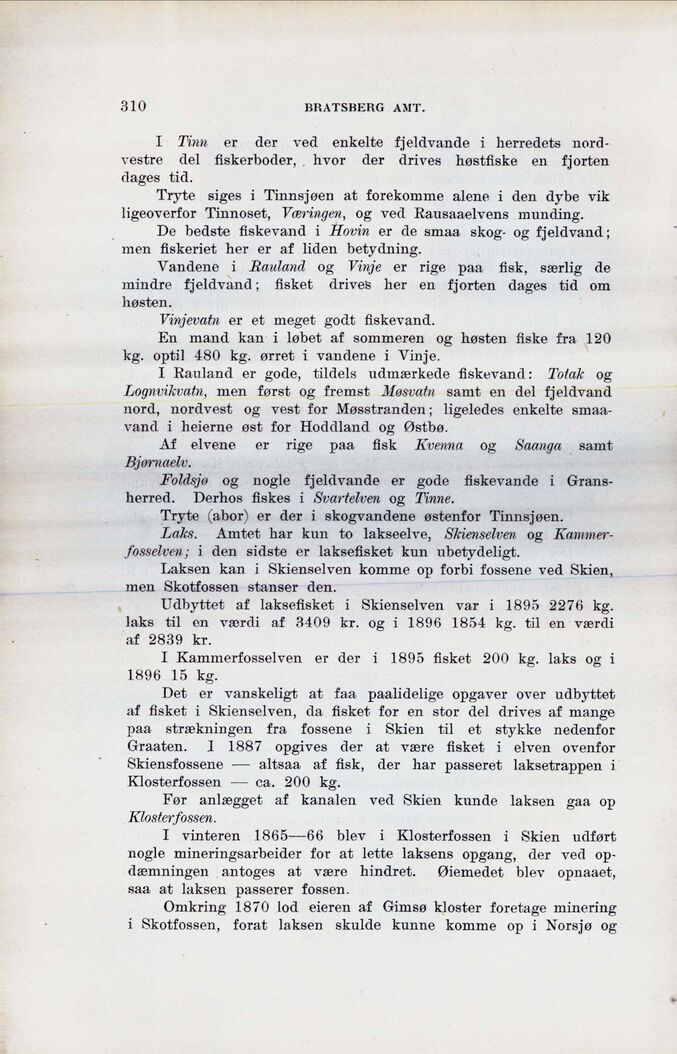 310 BRATSBERG AMT.
I Tinn er der ved enkelte fjeldvande i herredets nord-
vestre del fiskerboder, hvor der drives høstfiske en fjorten
dages tid.
Tryte siges i Tinnsjøen at forekomme alene i den dybe vik
ligeoverfor Tinnoset, Væringen, og ved Rausaaelvens munding.
De bedste fiskevand i Hovin er de smaa skog- og fjeldvand;
men fiskeriet her er af liden betydning.
Vandene i Rauland og Vinje er rige paa fisk, særlig de
mindre fjeldvand; fisket drives her en fjorten dages tid om
høsten.
Vinjevatn er et meget godt fiskevand.
En mand kan i løbet af sommeren og høsten fiske fra 120
kg. optil 480 kg. ørret i vandene i Vinje.
I Rauland er gode, tildels udmærkede fiskevand: Totak og
Lognvikvatn, men først og fremst Møsvatn samt en del fjeldvand
nord, nordvest og vest for Møsstranden; ligeledes enkelte smaa-
vand i heierne øst for Hoddland og Østbø.
Af elvene er rige paa fisk Kvenna og Saanga samt
Bjørnaelv.
Foldsjø og nogle fjeldvande er gode fiskevande i Grans-
herred. Derhos fiskes i Svartelven og Tinne.
Tryte (abor) er der i skogvandene østenfor Tinnsjøen.
Laks. Amtet har kun to lakseelve, Skienselven og Kammer-
fosselven; i den sidste er laksefisket kun ubetydeligt.
Laksen kan i Skienselven komme op forbi fossene ved Skien,
men Skotfossen stanser den.
Udbyttet af laksefisket i Skienselven var i 1895 2276 kg.
laks til en værdi af 3409 kr. og i 1896 1854 kg. til en værdi
af 2839 kr.
I Kammerfosselven er der i 1895 fisket 200 kg. laks og i
1896 15 kg.
Det er vanskeligt at faa paalidelige opgaver over udbyttet
af fisket i Skienselven, da fisket for en stor del drives af mange
paa strækningen fra fossene i Skien til et stykke nedenfor
Graaten. I 1887 opgives der at være fisket i elven ovenfor
Skiensfossene — altsaa af fisk, der har passeret laksetrappen i
Klosterfossen — ca. 200 kg.
Før anlægget af kanalen ved Skien kunde laksen gaa op
Klosterfossen.
I vinteren 1865—66 blev i Klosterfossen i Skien udført
nogle mineringsarbeider for at lette laksens opgang, der ved op-
dæmningen antoges at være hindret. Øiemedet blev opnaaet,
saa at laksen passerer fossen.
Omkring 1870 lod eieren af Gimsø kloster foretage minering
i Skotfossen, forat laksen skulde kunne komme op i Norsjø og